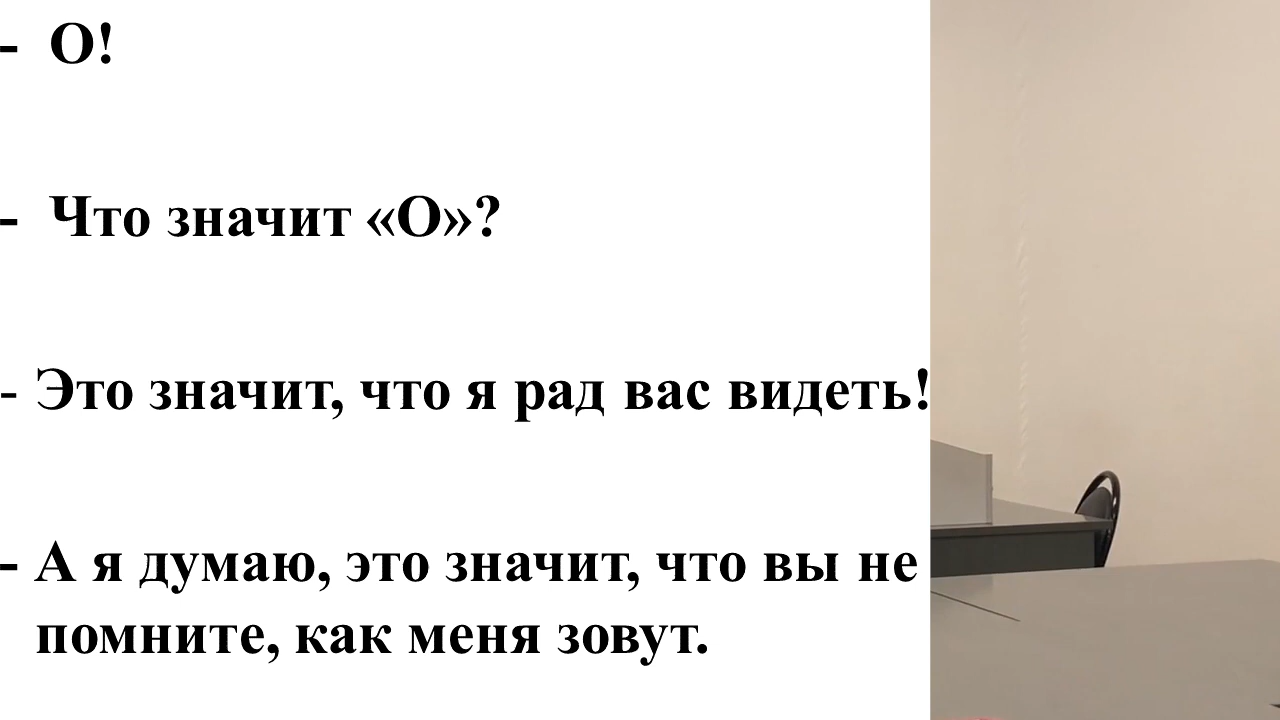 - О!
- Что значит «О»?
- Это значит, что я рад вас видеть!
- А я думаю, это значит, что вы не
помните, как меня зовут.